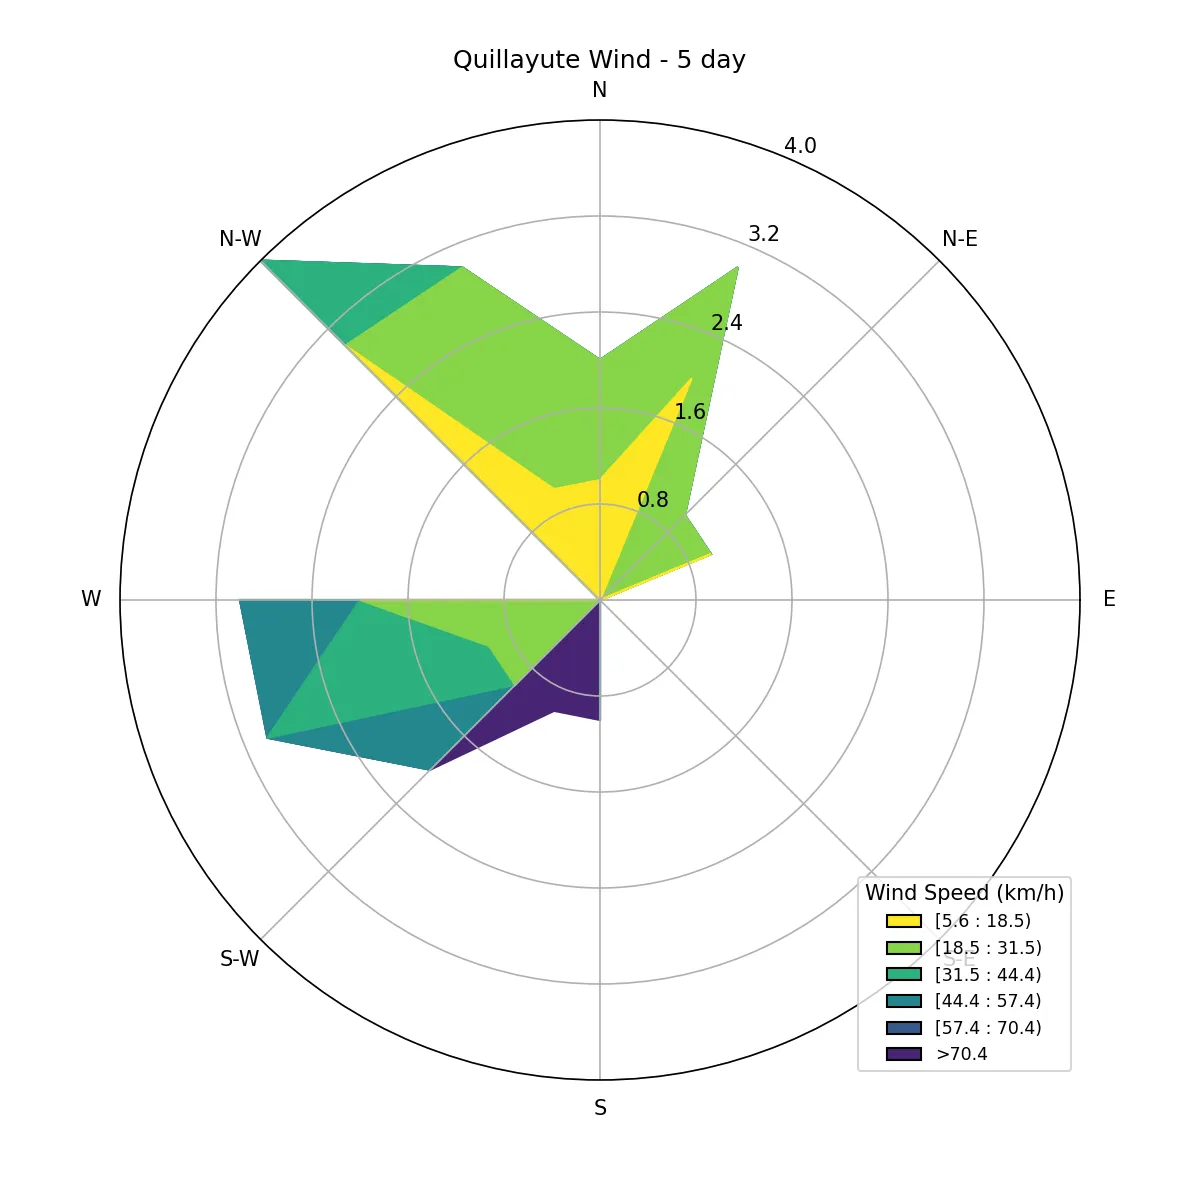 Quillayute Wind - 5 day
N
4.0
3.2
N-W
N-E
2.4
1.6
0.8
W
E
S-W
S-E
S
Wind Speed (km/h)
[5.6 : 18.5)
[18.5 : 31.5)
[31.5 : 44.4)
[44.4 : 57.4)
[57.4 : 70.4)
>70.4